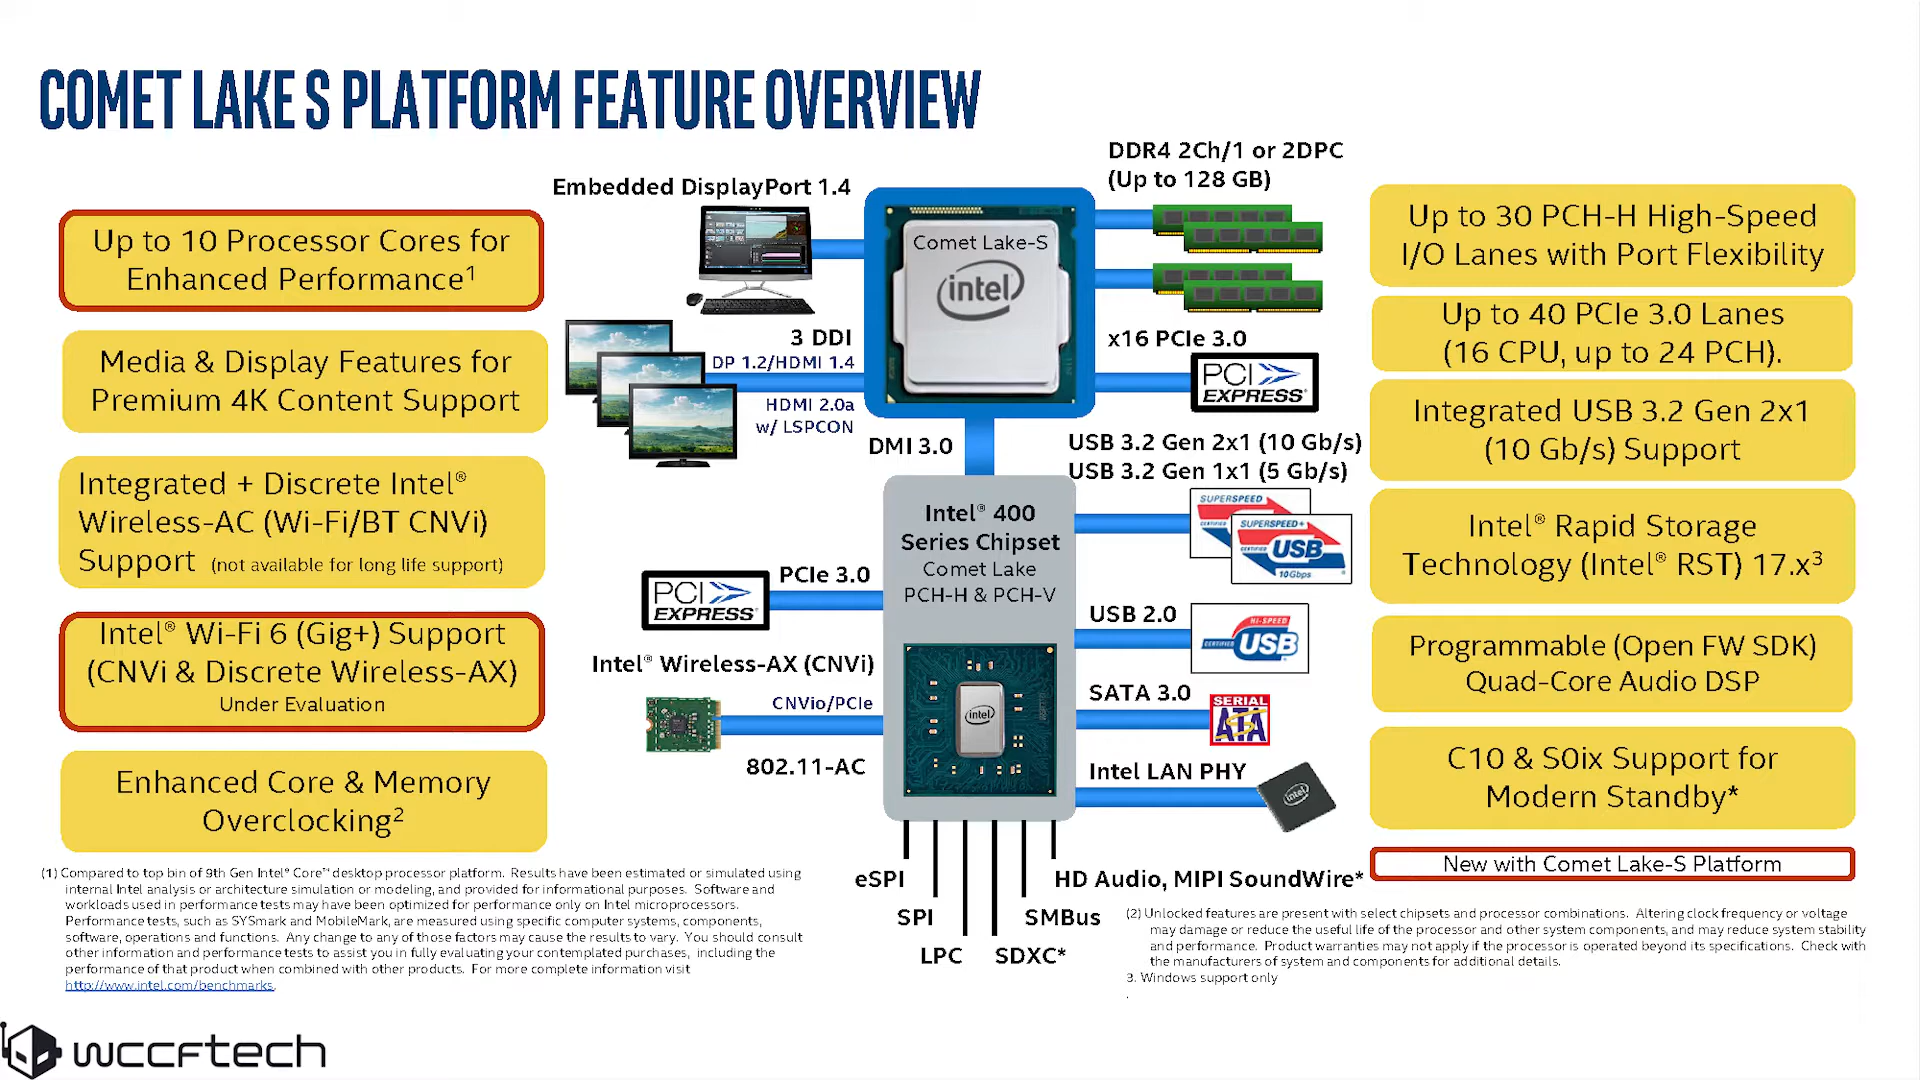 COMET LAKE S PLATFORM FEATURE OVERVIEW
Up to 10 Processor Cores for
Enhanced Performance¹
Media & Display Features for
Premium 4K Content Support
Integrated + Discrete Intel®
Wireless-AC (Wi-Fi/BT CNVi)
Support (not available for long life support)
Intel® Wi-Fi 6 (Gig+) Support
(CNVi & Discrete Wireless-AX)
Under Evaluation
Enhanced Core & Memory
Overclocking²
Embedded DisplayPort 1.4
3 DDI
DP 1.2/HDMI 1.4
HDMI 2.0a
w/ LSPCON
Comet Lake-S
intel
DMI 3.0
DDR4 2Ch/1 or 2DPC
(Up to 128 GB)
x16 PCIe 3.0
PCI
EXPRESS®
USB 3.2 Gen 2x1 (10 Gb/s)
USB 3.2 Gen 1x1 (5 Gb/s)
SUPERSPEED
CERTIFIED
SUPERSPEED+
CERTIFIED USB
10Gbps
Intel® 400
Series Chipset
Comet Lake
PCH-H & PCH-V
intel
PCIe 3.0
PCI
EXPRESS®
Intel® Wireless-AX (CNVi)
CNVio/PCIe
802.11-AC
USB 2.0
HI-SPEED
CERTIFIED USB
SATA 3.0
SERIAL
ATA
Intel LAN PHY
intel
eSPI
SPI
LPC
SDXC*
SMBus
HD Audio, MIPI SoundWire*
Up to 30 PCH-H High-Speed
I/O Lanes with Port Flexibility
Up to 40 PCIe 3.0 Lanes
(16 CPU, up to 24 PCH).
Integrated USB 3.2 Gen 2x1
(10 Gb/s) Support
Intel® Rapid Storage
Technology (Intel® RST) 17.x³
Programmable (Open FW SDK)
Quad-Core Audio DSP
C10 & S0ix Support for
Modern Standby*
New with Comet Lake-S Platform
(1) Compared to top bin of 9th Gen Intel® Core™ desktop processor platform. Results have been estimated or simulated using
internal Intel analysis or architecture simulation or modeling, and provided for informational purposes. Software and
workloads used in performance tests may have been optimized for performance only on Intel microprocessors.
Performance tests, such as SYSmark and MobileMark, are measured using specific computer systems, components,
software, operations and functions. Any change to any of those factors may cause the results to vary. You should consult
other information and performance tests to assist you in fully evaluating your contemplated purchases, including the
performance of that product when combined with other products. For more complete information visit
http://www.intel.com/benchmarks.
(2) Unlocked features are present with select chipsets and processor combinations. Altering clock frequency or voltage
may damage or reduce the useful life of the processor and other system components, and may reduce system stability
and performance. Product warranties may not apply if the processor is operated beyond its specifications. Check with
the manufacturers of system and components for additional details.
3. Windows support only
.
wccftech